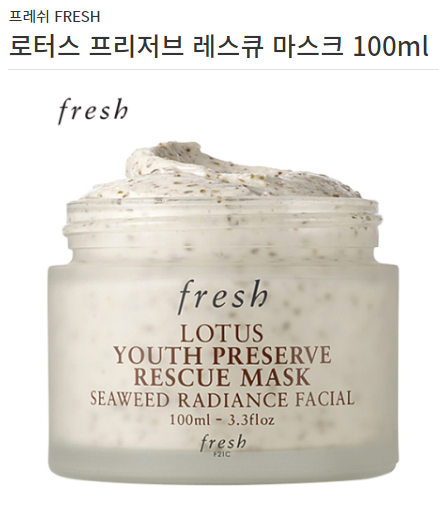 프레쉬 FRESH
로터스 프리저브 레스큐 마스크 100ml
fresh
fresh
LOTUS
YOUTH PRESERVE
RESCUE MASK
SEAWEED RADIANCE FACIAL
100ml - 3.3floz
fresh
F21C